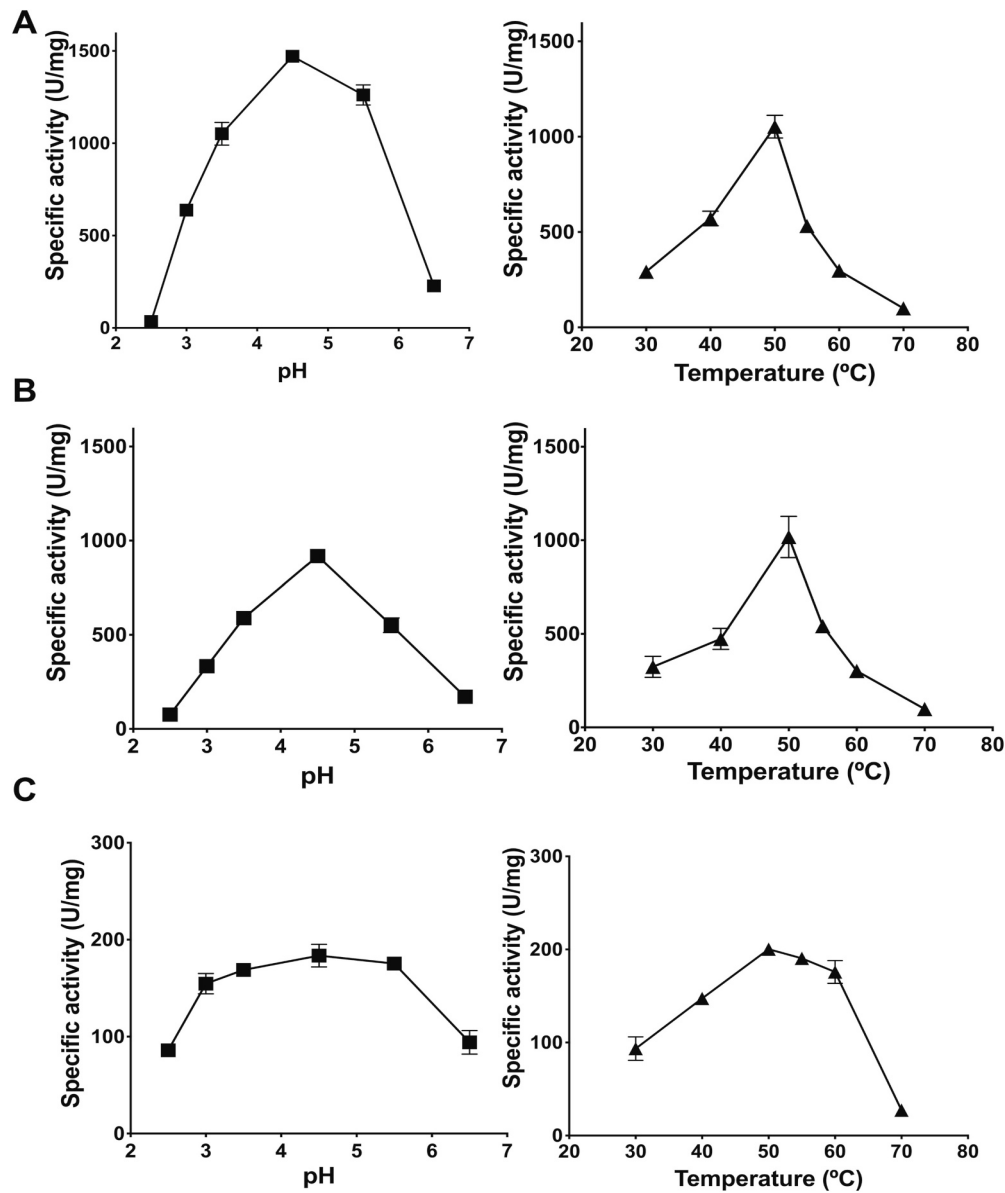 A
Specific activity (U/mg)
1500
1000
500
0
2 3 4 5 6 7
pH
Specific activity (U/mg)
1500
1000
500
0
20 30 40 50 60 70 80
Temperature (ºC)
B
Specific activity (U/mg)
1500
1000
500
0
2 3 4 5 6 7
pH
Specific activity (U/mg)
1500
1000
500
0
20 30 40 50 60 70 80
Temperature (ºC)
C
Specific activity (U/mg)
300
200
100
0
2 3 4 5 6 7
pH
Specific activity (U/mg)
300
200
100
0
20 30 40 50 60 70 80
Temperature (ºC)